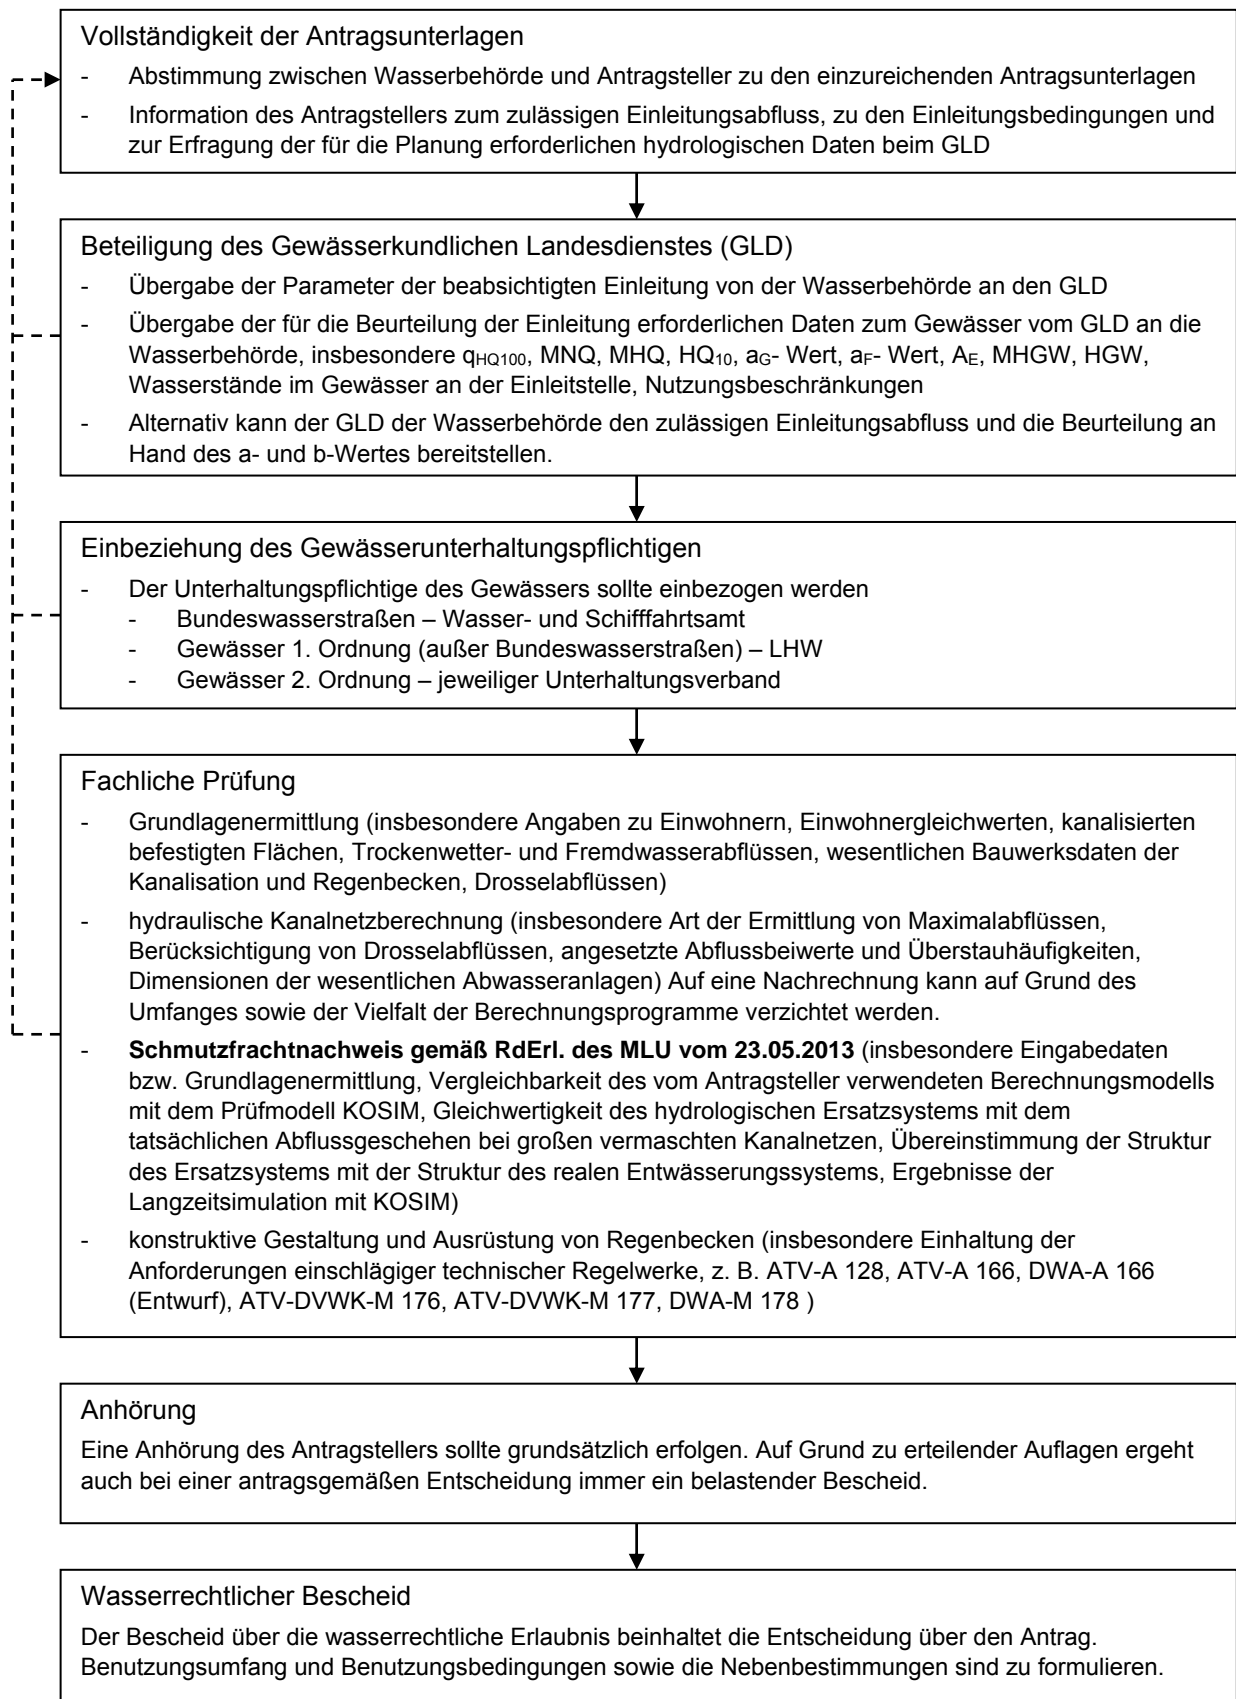 Vollständigkeit der Antragsunterlagen
- Abstimmung zwischen Wasserbehörde und Antragsteller zu den einzureichenden Antragsunterlagen
- Information des Antragstellers zum zulässigen Einleitungsabfluss, zu den Einleitungsbedingungen und
zur Erfragung der für die Planung erforderlichen hydrologischen Daten beim GLD
Beteiligung des Gewässerkundlichen Landesdienstes (GLD)
- Übergabe der Parameter der beabsichtigten Einleitung von der Wasserbehörde an den GLD
- Übergabe der für die Beurteilung der Einleitung erforderlichen Daten zum Gewässer vom GLD an die
Wasserbehörde, insbesondere qHQ100, MNQ, MHQ, HQ10, aG- Wert, aF- Wert, AE, MHGW, HGW,
Wasserstände im Gewässer an der Einleitstelle, Nutzungsbeschränkungen
- Alternativ kann der GLD der Wasserbehörde den zulässigen Einleitungsabfluss und die Beurteilung an
Hand des a- und b-Wertes bereitstellen.
Einbeziehung des Gewässerunterhaltungspflichtigen
- Der Unterhaltungspflichtige des Gewässers sollte einbezogen werden
- Bundeswasserstraßen – Wasser- und Schifffahrtsamt
- Gewässer 1. Ordnung (außer Bundeswasserstraßen) – LHW
- Gewässer 2. Ordnung – jeweiliger Unterhaltungsverband
Fachliche Prüfung
- Grundlagenermittlung (insbesondere Angaben zu Einwohnern, Einwohnergleichwerten, kanalisierten
befestigten Flächen, Trockenwetter- und Fremdwasserabflüssen, wesentlichen Bauwerksdaten der
Kanalisation und Regenbecken, Drosselabflüssen)
- hydraulische Kanalnetzberechnung (insbesondere Art der Ermittlung von Maximalabflüssen,
Berücksichtigung von Drosselabflüssen, angesetzte Abflussbeiwerte und Überstauhäufigkeiten,
Dimensionen der wesentlichen Abwasseranlagen) Auf eine Nachrechnung kann auf Grund des
Umfanges sowie der Vielfalt der Berechnungsprogramme verzichtet werden.
- Schmutzfrachtnachweis gemäß RdErl. des MLU vom 23.05.2013 (insbesondere Eingabedaten
bzw. Grundlagenermittlung, Vergleichbarkeit des vom Antragsteller verwendeten Berechnungsmodells
mit dem Prüfmodell KOSIM, Gleichwertigkeit des hydrologischen Ersatzsystems mit dem
tatsächlichen Abflussgeschehen bei großen vermaschten Kanalnetzen, Übereinstimmung der Struktur
des Ersatzsystems mit der Struktur des realen Entwässerungssystems, Ergebnisse der
Langzeitsimulation mit KOSIM)
- konstruktive Gestaltung und Ausrüstung von Regenbecken (insbesondere Einhaltung der
Anforderungen einschlägiger technischer Regelwerke, z. B. ATV-A 128, ATV-A 166, DWA-A 166
(Entwurf), ATV-DVWK-M 176, ATV-DVWK-M 177, DWA-M 178 )
Anhörung
Eine Anhörung des Antragstellers sollte grundsätzlich erfolgen. Auf Grund zu erteilender Auflagen ergeht
auch bei einer antragsgemäßen Entscheidung immer ein belastender Bescheid.
Wasserrechtlicher Bescheid
Der Bescheid über die wasserrechtliche Erlaubnis beinhaltet die Entscheidung über den Antrag.
Benutzungsumfang und Benutzungsbedingungen sowie die Nebenbestimmungen sind zu formulieren.